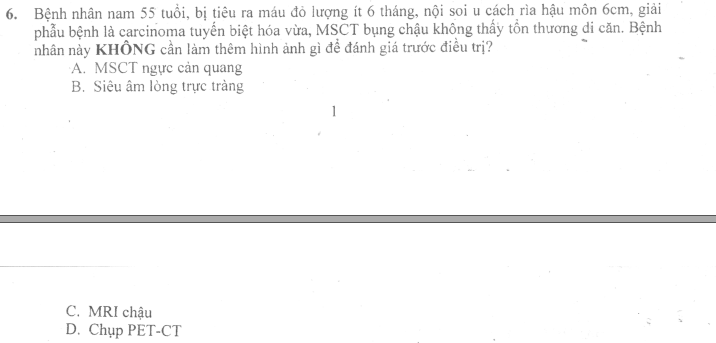 6. Bệnh nhân nam 55 tuổi, bị tiêu ra máu đỏ lượng ít 6 tháng, nội soi u cách rìa hậu môn 6cm, giải
phẫu bệnh là carcinoma tuyến biệt hóa vừa, MSCT bụng chậu không thấy tổn thương di căn. Bệnh
nhân này KHÔNG cần làm thêm hình ảnh gì để đánh giá trước điều trị?
A. MSCT ngực cản quang
B. Siêu âm lòng trực tràng
1
C. MRI chậu
D. Chụp PET-CT